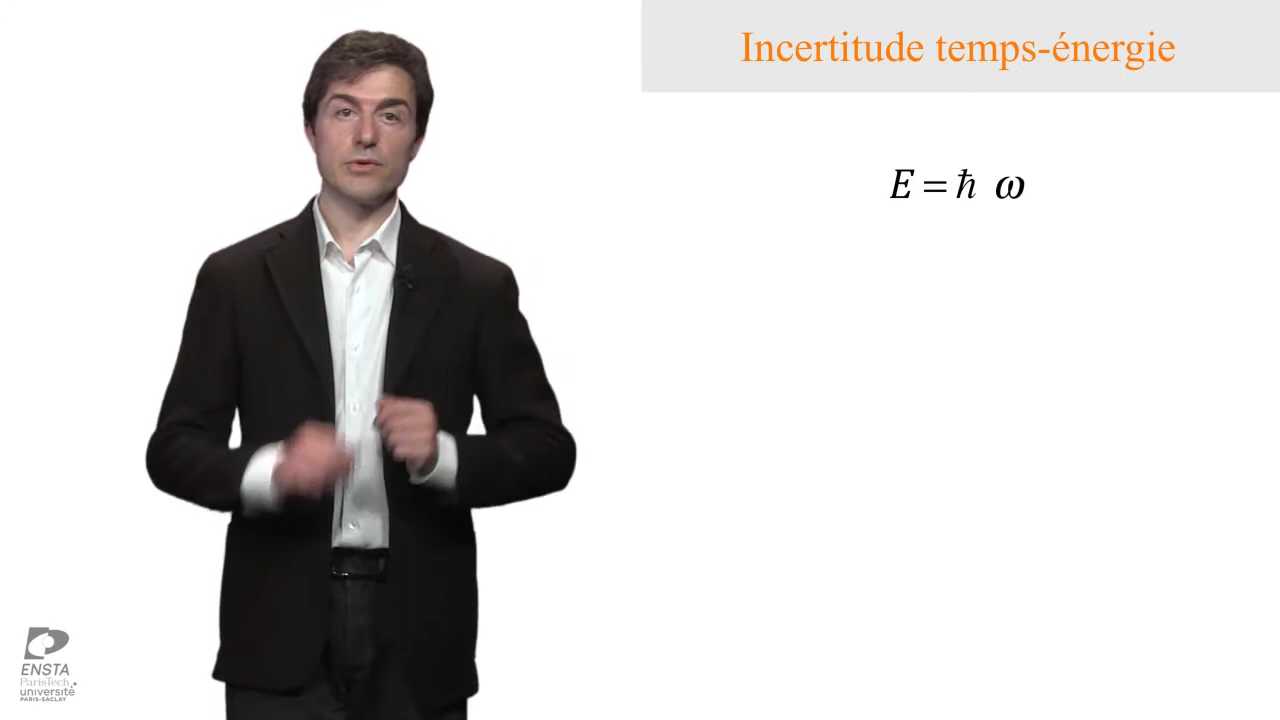 Incertitude temps-énergie
E = ħ ω
ENSTA
ParisTech
université
PARIS-SACLAY